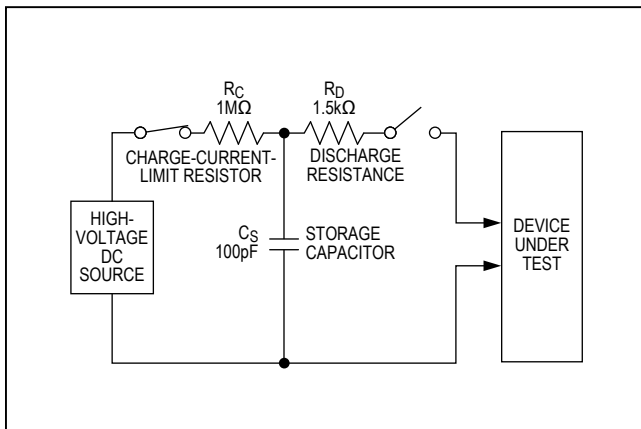 R_C
1MΩ
CHARGE-CURRENT-
LIMIT RESISTOR
R_D
1.5kΩ
DISCHARGE
RESISTANCE
HIGH-
VOLTAGE
DC
SOURCE
C_S
100pF
STORAGE
CAPACITOR
DEVICE
UNDER
TEST